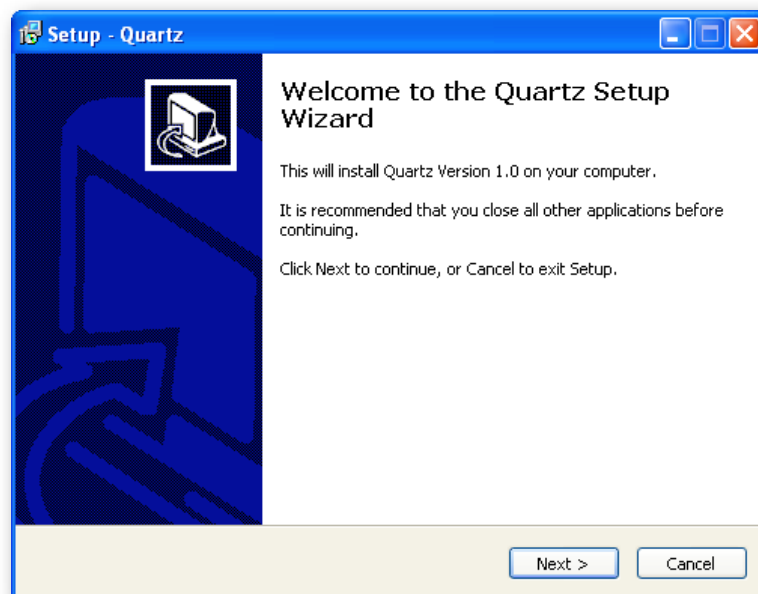 Setup - Quartz
Welcome to the Quartz Setup
Wizard
This will install Quartz Version 1.0 on your computer.
It is recommended that you close all other applications before
continuing.
Click Next to continue, or Cancel to exit Setup.
Next >
Cancel